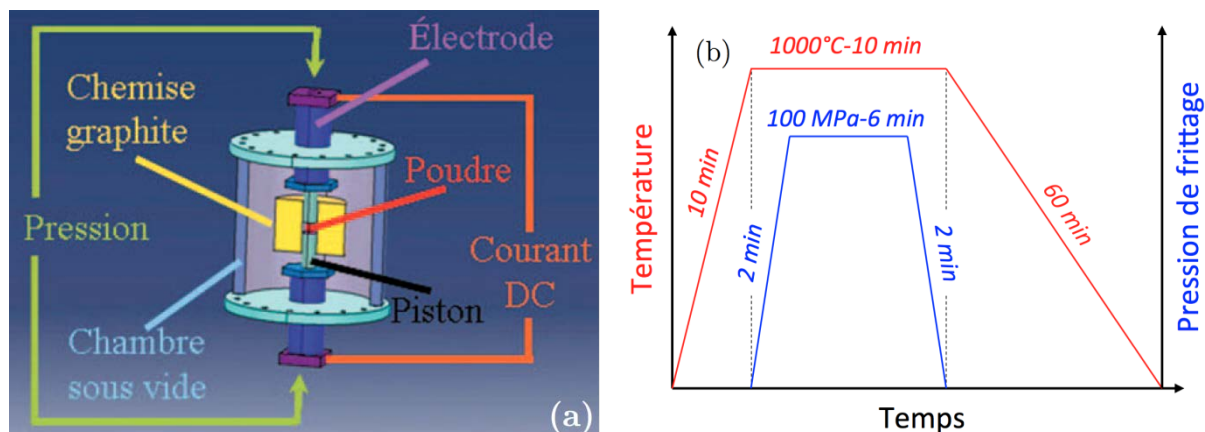 Électrode
Chemise
graphite
Poudre
Pression
Courant
DC
Piston
Chambre
sous vide
(a)
(b)
1000°C-10 min
100 MPa-6 min
Température
10 min
2 min
2 min
60 min
Pression de frittage
Temps